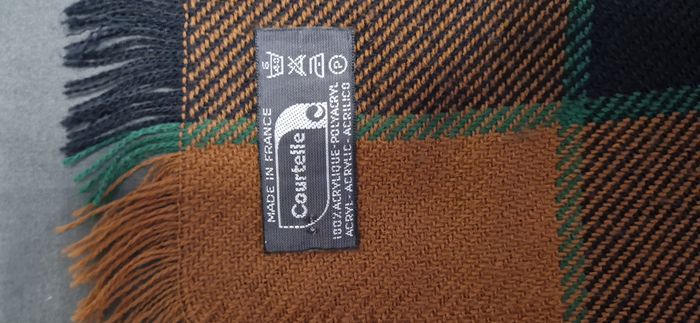 MADE IN FRANCE
Courtelle
100% ACRYLIQUE-POLYACRYL
ACRYL- ACRYLIC- ACRILICO
P